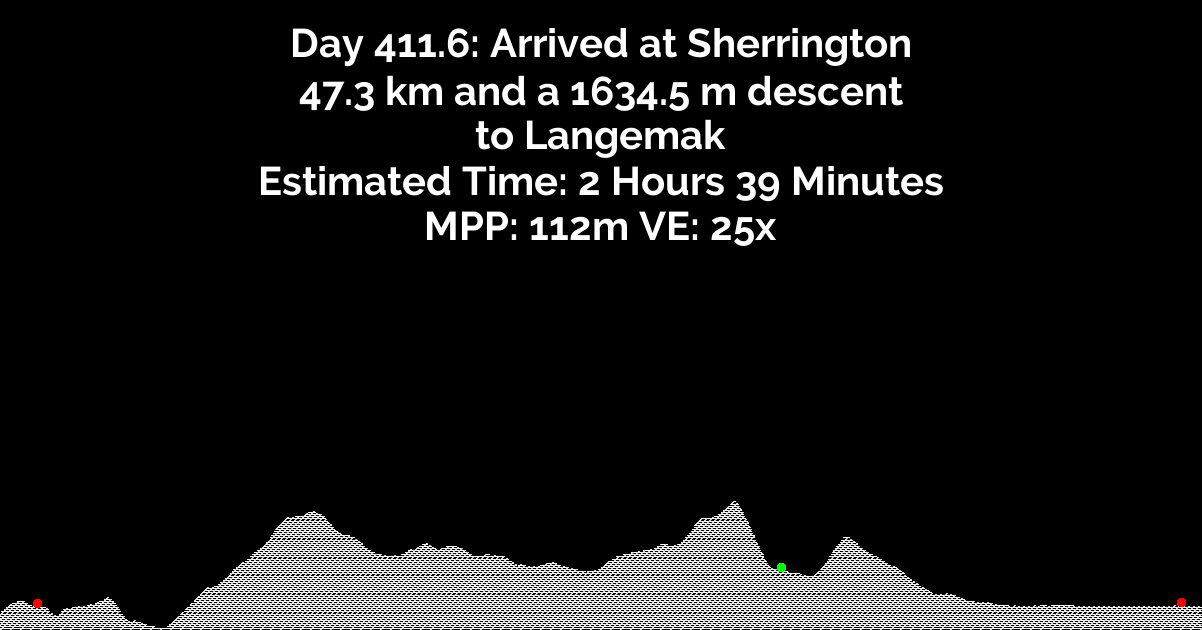 Day 411.6: Arrived at Sherrington
47.3 km and a 1634.5 m descent
to Langemak
Estimated Time: 2 Hours 39 Minutes
MPP: 112m VE: 25x